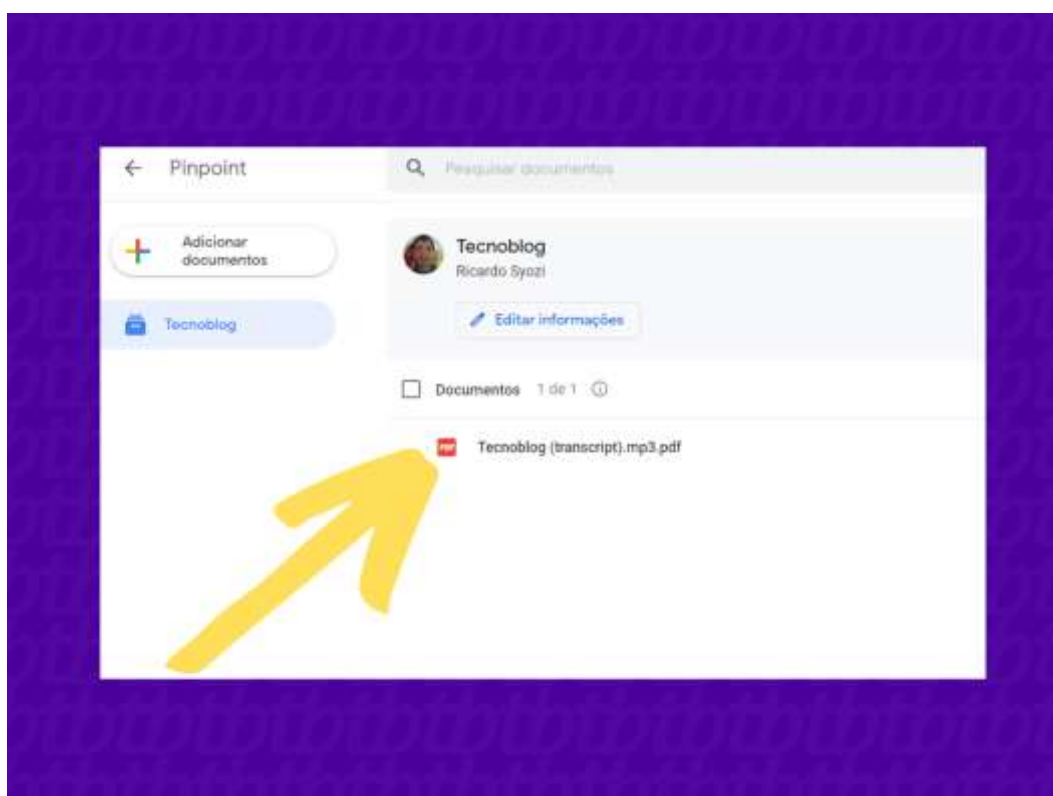 Pinpoint
Pesquisar documentos
Adicionar
documentos
Tecnoblog
Tecnoblog
Ricardo Syozi
Editar informações
Documentos 1 de 1
PDF Tecnoblog (transcript).mp3.pdf